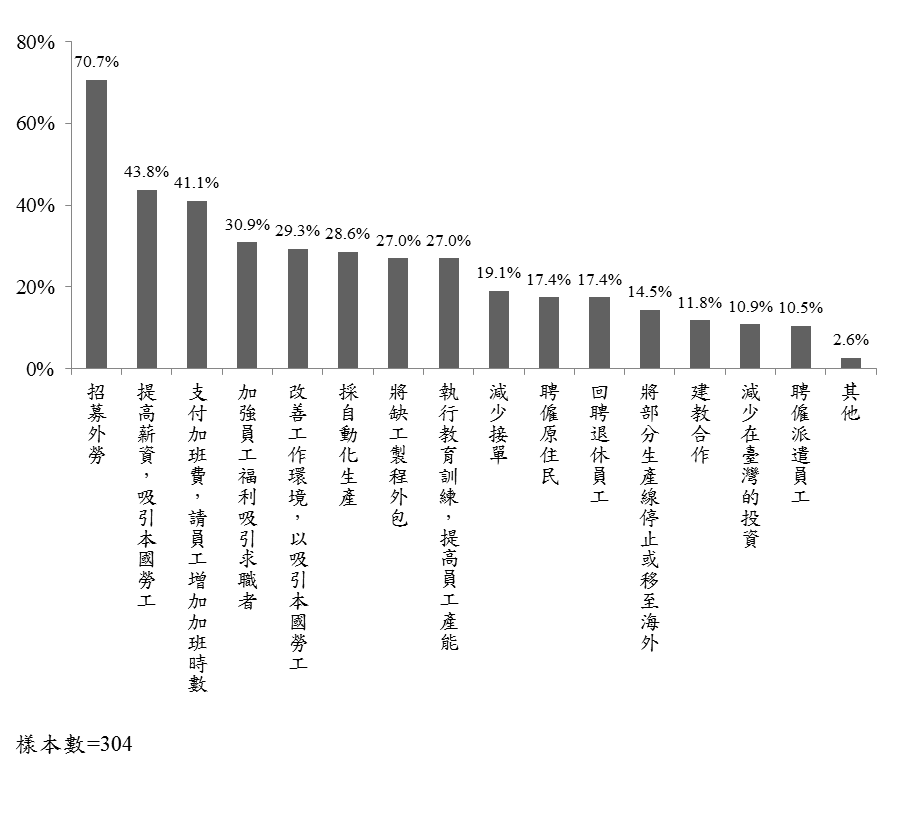 80%
60%
40%
20%
0%
70.7%
43.8%
41.1%
30.9%
29.3%
28.6%
27.0%
27.0%
19.1%
17.4%
17.4%
14.5%
11.8%
10.9%
10.5%
2.6%
招募外勞
提高薪資，吸引本國勞工
支付加班費，請員工增加加班時數
加強員工福利吸引求職者
改善工作環境，以吸引本國勞工
採自動化生產
將缺工製程外包
執行教育訓練，提高員工產能
減少接單
聘僱原住民
回聘退休員工
將部分生產線停止或移至海外
建教合作
減少在臺灣的投資
聘僱派遣員工
其他
樣本數=304